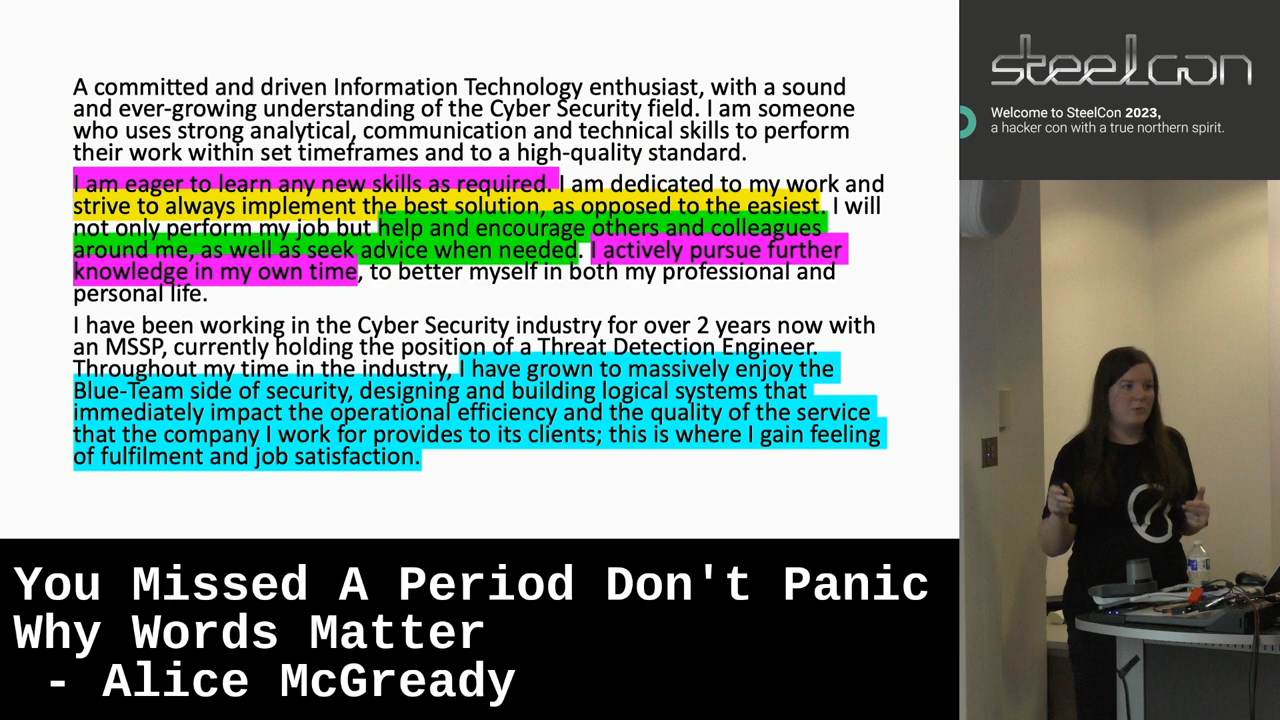 A committed and driven Information Technology enthusiast, with a sound
and ever-growing understanding of the Cyber Security field. I am someone
who uses strong analytical, communication and technical skills to perform
their work within set timeframes and to a high-quality standard.
I am eager to learn any new skills as required. I am dedicated to my work and
strive to always implement the best solution, as opposed to the easiest. I will
not only perform my job but help and encourage others and colleagues
around me, as well as seek advice when needed. I actively pursue further
knowledge in my own time, to better myself in both my professional and
personal life.
I have been working in the Cyber Security industry for over 2 years now with
an MSSP, currently holding the position of a Threat Detection Engineer.
Throughout my time in the industry, I have grown to massively enjoy the
Blue-Team side of security, designing and building logical systems that
immediately impact the operational efficiency and the quality of the service
that the company I work for provides to its clients; this is where I gain feeling
of fulfilment and job satisfaction.
steelcon
Welcome to SteelCon 2023,
a hacker con with a true northern spirit.
You Missed A Period Don't Panic
Why Words Matter
- Alice McGready